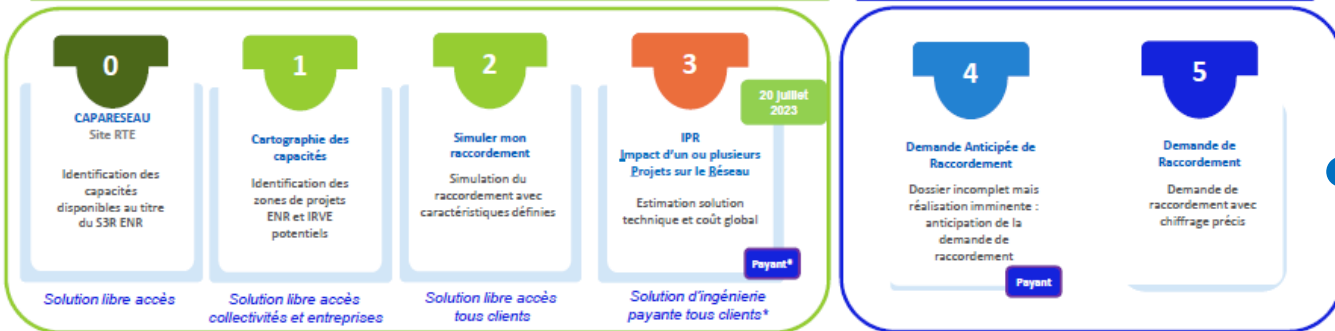 0
CAPARESEAU
Site RTE
Identification des
capacités
disponibles au titre
du S3R ENR
Solution libre accès
1
Cartographie des
capacités
Identification des
zones de projets
ENR et IRVE
potentiels
Solution libre accès
collectivités et entreprises
2
Simuler mon
raccordement
Simulation du
raccordement avec
caractéristiques définies
Solution libre accès
tous clients
3
20 juillet
2023
IPR
Impact d'un ou plusieurs
Projets sur le Réseau
Estimation solution
technique et coût global
Payant*
Solution d'ingénierie
payante tous clients*
4
Demande Anticipée de
Raccordement
Dossier incomplet mais
réalisation imminente :
anticipation de la
demande de
raccordement
Payant
5
Demande de
Raccordement
Demande de
raccordement avec
chiffrage précis